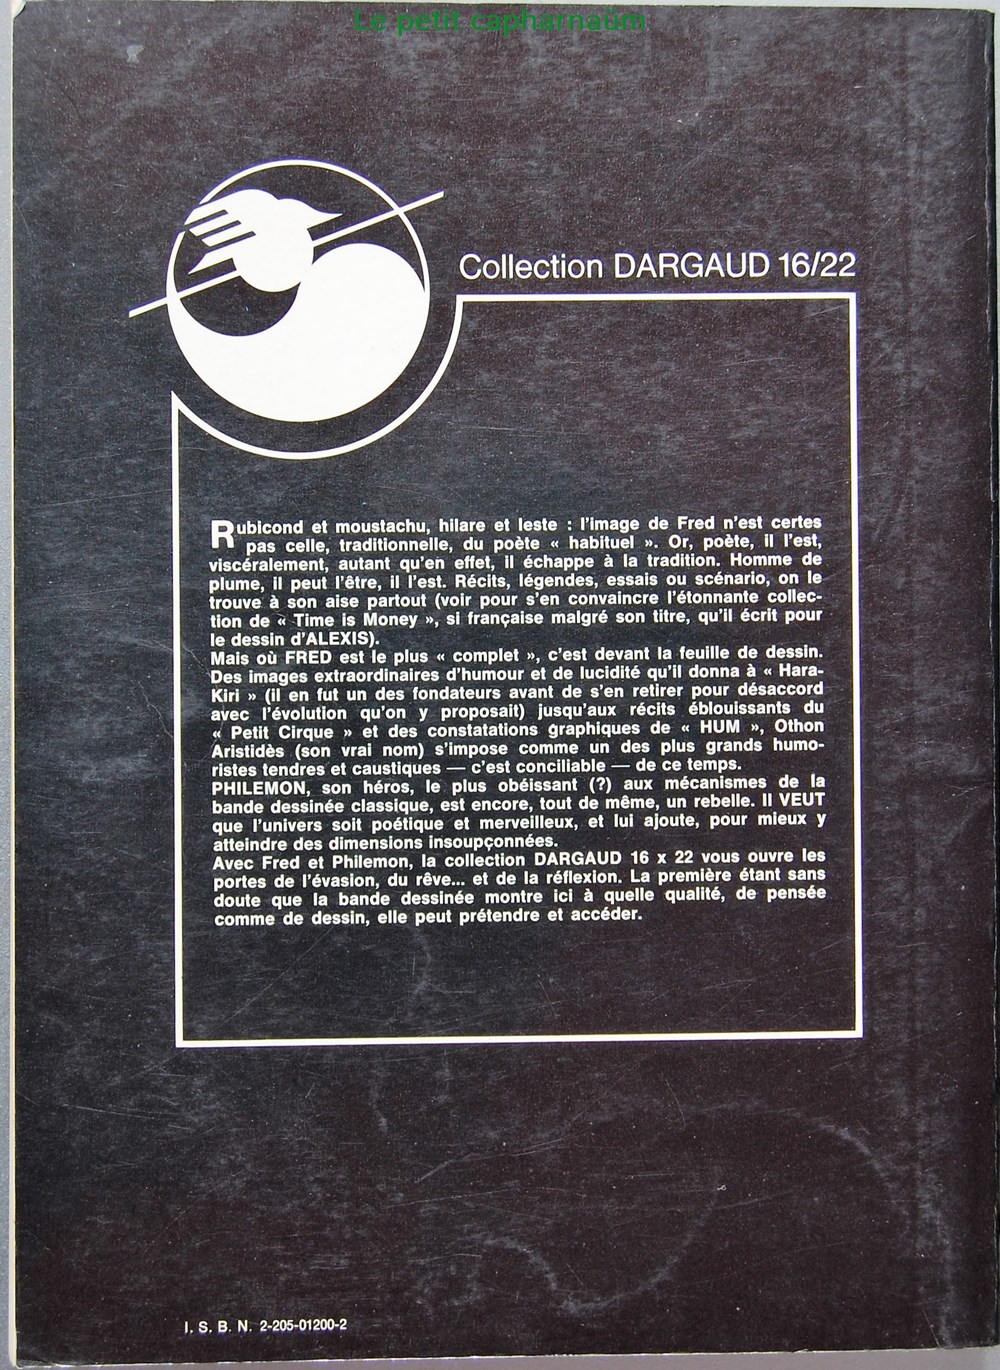 Le petit capharnaüm
Collection DARGAUD 16/22
Rubicond et moustachu, hilare et leste : l'image de Fred n'est certes
pas celle, traditionnelle, du poète « habituel ». Or, poète, il l'est,
viscéralement, autant qu'en effet, il échappe à la tradition. Homme de
plume, il peut l'être, il l'est. Récits, légendes, essais ou scénario, on le
trouve à son aise partout (voir pour s'en convaincre l'étonnante collec-
tion de « Time is Money », si française malgré son titre, qu'il écrit pour
le dessin d'ALEXIS).
Mais où FRED est le plus « complet », c'est devant la feuille de dessin.
Des images extraordinaires d'humour et de lucidité qu'il donna à « Hara-
Kiri » (il en fut un des fondateurs avant de s'en retirer pour désaccord
avec l'évolution qu'on y proposait) jusqu'aux récits éblouissants du
« Petit Cirque » et des constatations graphiques de « HUM », Othon
Aristidès (son vrai nom) s'impose comme un des plus grands humo-
ristes tendres et caustiques — c'est conciliable — de ce temps.
PHILEMON, son héros, le plus obéissant (?) aux mécanismes de la
bande dessinée classique, est encore, tout de même, un rebelle. Il VEUT
que l'univers soit poétique et merveilleux, et lui ajoute, pour mieux y
atteindre des dimensions insoupçonnées.
Avec Fred et Philemon, la collection DARGAUD 16 x 22 vous ouvre les
portes de l'évasion, du rêve... et de la réflexion. La première étant sans
doute que la bande dessinée montre ici à quelle qualité, de pensée
comme de dessin, elle peut prétendre et accéder.
I. S. B. N. 2-205-01200-2